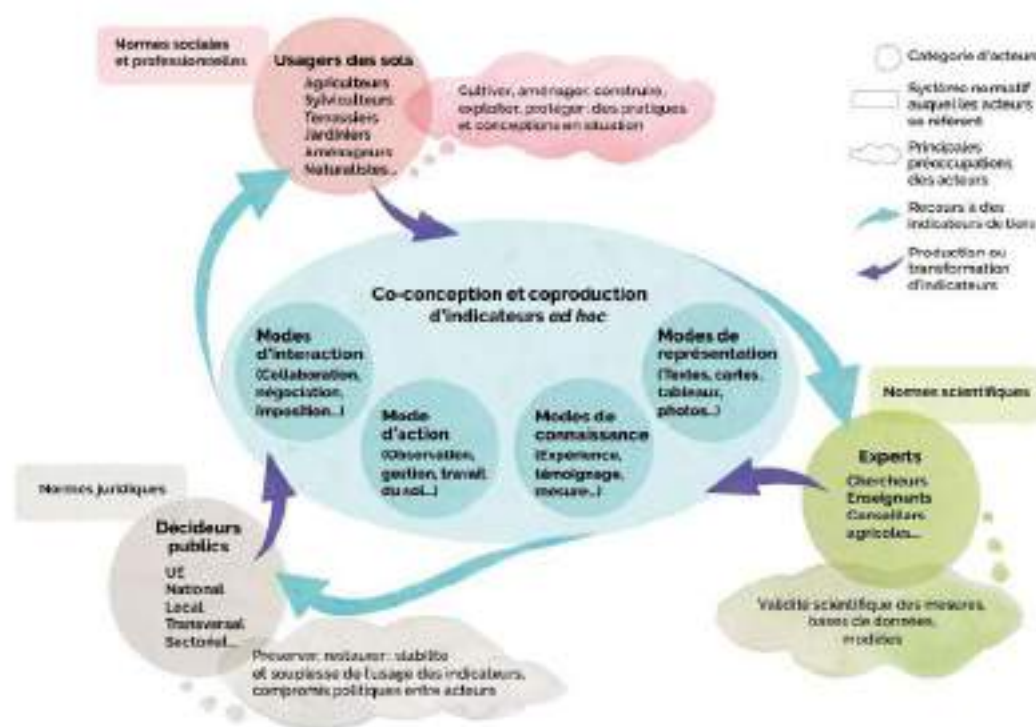 Normes sociales
et professionnelles
Usagers des sols
Agriculteurs
Sylviculteurs
Terrassiers
Jardiniers
Aménageurs
Naturalistes...
Cultiver, aménager, construire,
exploiter, protéger : des pratiques
et conceptions en situation
Catégorie d'acteurs
Système normatif
auquel les acteurs
se réfèrent
Principales
préoccupations
des acteurs
Recours à des
indicateurs de tiers
Production ou
transformation
d'indicateurs
Co-conception et coproduction
d'indicateurs ad hoc
Modes
d'interaction
(Collaboration,
négociation,
imposition...)
Mode
d'action
(Observation,
gestion, travail
du sol...)
Modes de
connaissance
(Expérience,
témoignage,
mesure...)
Modes de
représentation
(Textes, cartes,
tableaux,
photos...)
Normes scientifiques
Experts
Chercheurs
Enseignants
Conseillers
agricoles...
Validité scientifique des mesures,
bases de données,
modèles
Normes juridiques
Décideurs
publics
UE
National
Local
Transversal
Sectoriel...
Préserver, restaurer : stabilité
et souplesse de l'usage des indicateurs,
compromis politiques entre acteurs